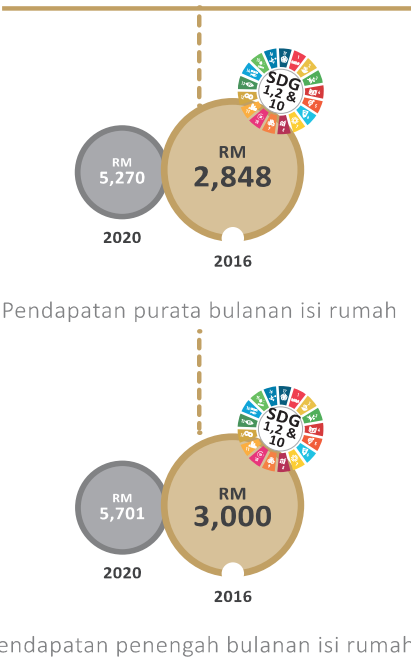 SDG
1,2 &
10
RM
5,270
RM
2,848
2020
2016
Pendapatan purata bulanan isi rumah
SDG
1,2 &
10
RM
5,701
RM
3,000
2020
2016
endapatan penengah bulanan isi rumah